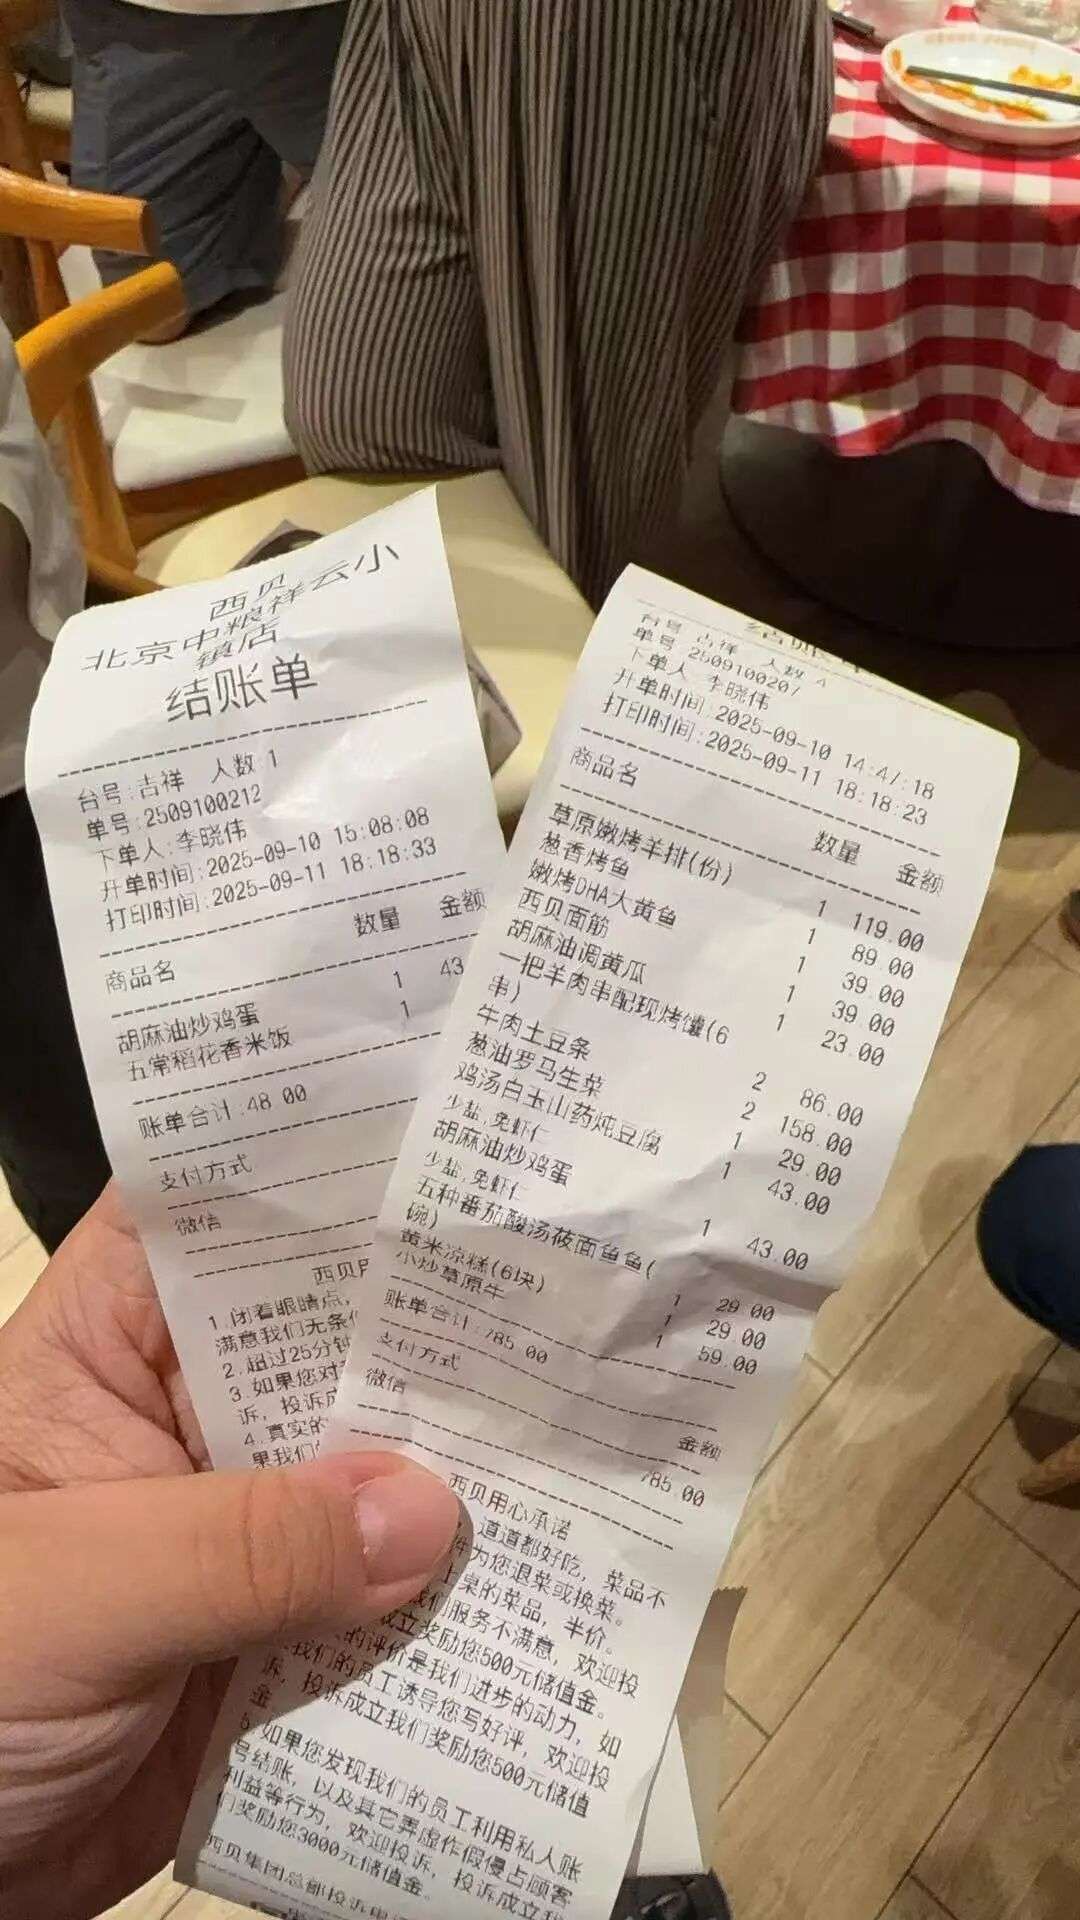 西贝
北京中粮祥云小
镇店
结账单
台号:吉祥 人数 1
单号:2509100212
下单人:李晓伟
开单时间:2025-09-10 15:08:08
打印时间:2025-09-11 18:18:33
商品名 数量 金额
胡麻油炒鸡蛋 1 43
五常稻花香米饭 1
账单合计:48 00
支付方式
微信
西贝
1.闭着眼睛点,
满意我们无条
2.超过25分钟
3.如果您对
诉,投诉成
4.真实的
果我们
结账单
台号 吉祥 人数 4
单号 2509100207
下单人 李晓伟
开单时间:2025-09-10 14:47:18
打印时间:2025-09-11 18:18:23
商品名 数量 金额
草原嫩烤羊排(份) 1 119.00
葱香烤鱼 1 89.00
嫩烤DHA大黄鱼 1 39.00
西贝面筋 1 39.00
胡麻油调黄瓜 1 23.00
一把羊肉串配现烤馕(6
串) 2 86.00
牛肉土豆条 2 158.00
葱油罗马生菜 1 29.00
鸡汤白玉山药炖豆腐 1 43.00
少盐,免虾仁
胡麻油炒鸡蛋 1 43.00
少盐,免虾仁
五种番茄酸汤莜面鱼鱼(
碗) 1 29.00
黄米凉糕(6块) 1 29.00
小炒草原牛 1 59.00
账单合计:785 00
支付方式 金额
微信 785.00
西贝用心承诺
道道都好吃,菜品不
件为您退菜或换菜。
上桌的菜品,半价。
我们服务不满意,欢迎投
成立奖励您500元储值金。
的评价是我们进步的动力,如
我们的员工诱导您写好评,欢迎投
诉,投诉成立我们奖励您500元储值
金
5.如果您发现我们的员工利用私人账
号结账,以及其它弄虚作假侵占顾客
利益等行为,欢迎投诉,投诉成立我
们奖励您3000元储值金。
西贝集团总部投诉电